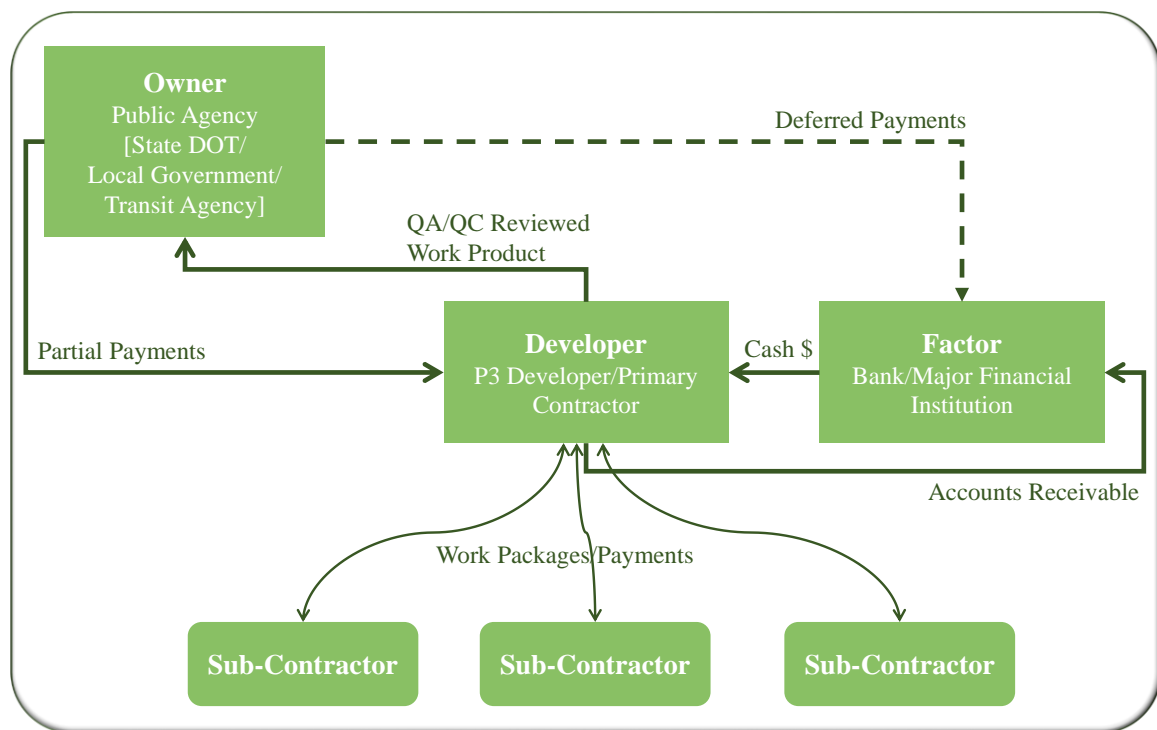 Owner
Public Agency
[State DOT/
Local Government/
Transit Agency]
Deferred Payments
QA/QC Reviewed
Work Product
Partial Payments
Developer
P3 Developer/Primary
Contractor
Cash $
Factor
Bank/Major Financial
Institution
Accounts Receivable
Work Packages/Payments
Sub-Contractor
Sub-Contractor
Sub-Contractor